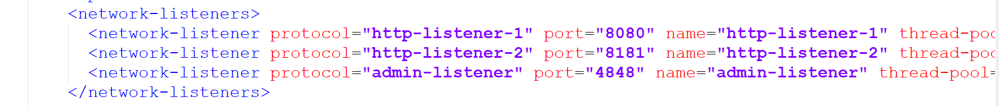 <network-listeners>
<network-listener protocol="http-listener-1" port="8080" name="http-listener-1" thread-poo
<network-listener protocol="http-listener-2" port="8181" name="http-listener-2" thread-poo
<network-listener protocol="admin-listener" port="4848" name="admin-listener" thread-pool=
</network-listeners>